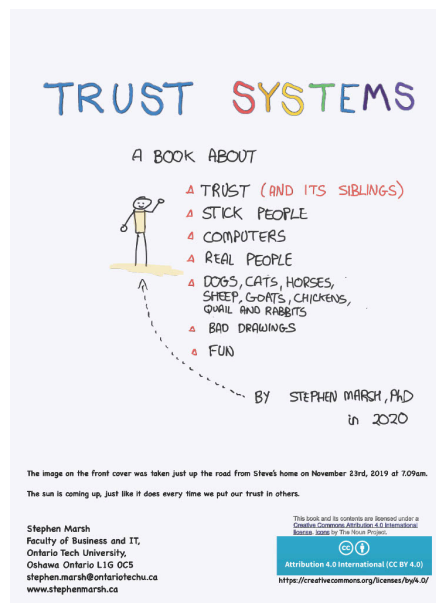 TRUST SYSTEMS
A BOOK ABOUT
TRUST (AND ITS SIBLINGS)
STICK PEOPLE
COMPUTERS
REAL PEOPLE
DOGS, CATS, HORSES,
SHEEP, GOATS, CHICKENS,
QUAIL AND RABBITS
BAD DRAWINGS
FUN
BY STEPHEN MARSH, PhD
in 2020
The image on the front cover was taken just up the road from Steve's home on November 23rd, 2019 at 7.09am.
The sun is coming up, just like it does every time we put our trust in others.
Stephen Marsh
Faculty of Business and IT,
Ontario Tech University,
Oshawa Ontario L1G 0C5
stephen.marsh@ontariotechu.ca
www.stephenmarsh.ca
This book and its contents are licensed under a
Creative Commons Attribution 4.0 International
license. Icons by The Noun Project.
cc
Attribution 4.0 International (CC BY 4.0)
https://creativecommons.org/licenses/by/4.0/